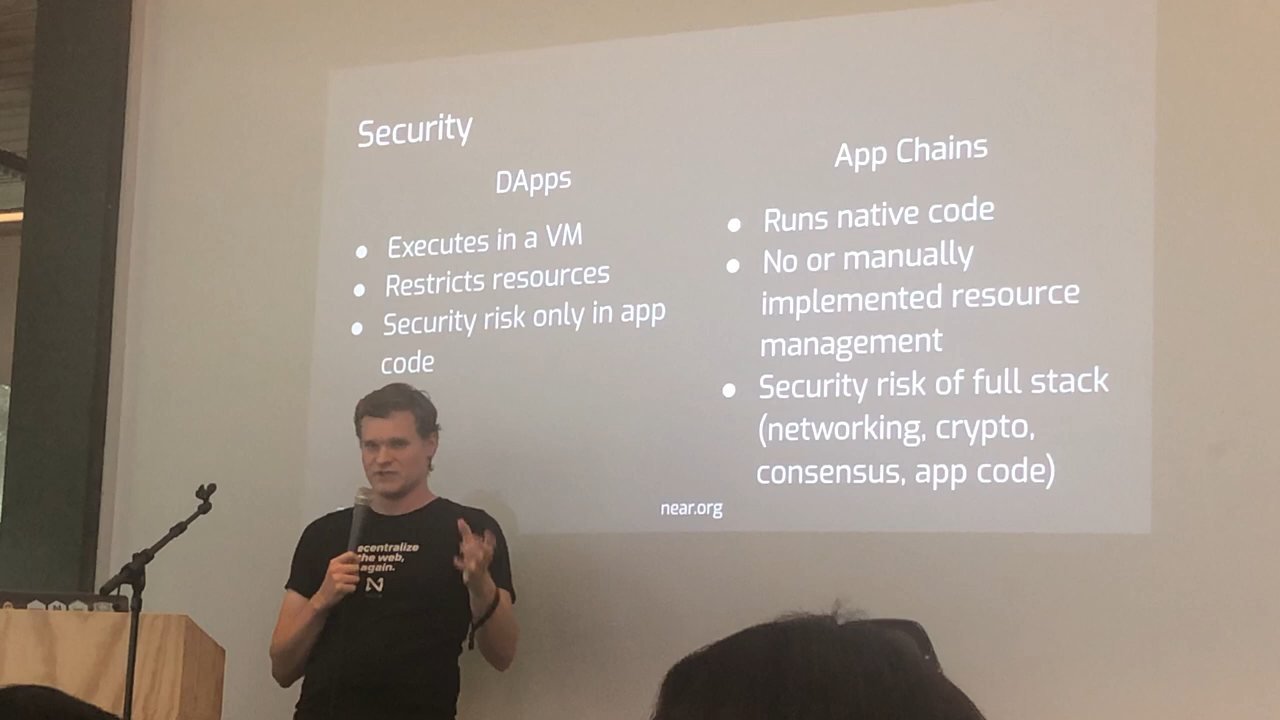 Security
DApps
● Executes in a VM
● Restricts resources
● Security risk only in app
code
App Chains
● Runs native code
● No or manually
implemented resource
management
● Security risk of full stack
(networking, crypto,
consensus, app code)
near.org
ecentralize
the web,
again.
N